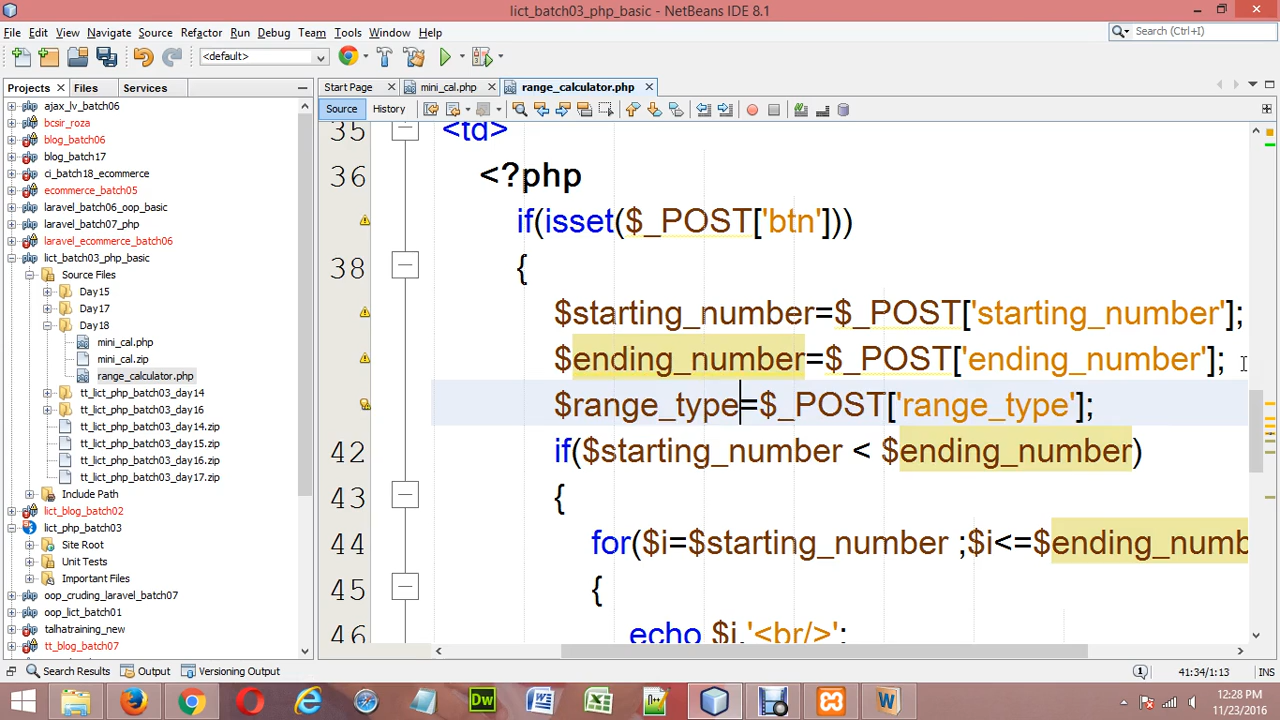 lict_batch03_php_basic - NetBeans IDE 8.1
File Edit View Navigate Source Refactor Run Debug Team Tools Window Help
Search (Ctrl+I)
<default>
Projects Files Services
Start Page mini_cal.php range_calculator.php
Source History
ajax_lv_batch06
bcsir_roza
blog_batch06
blog_batch17
ci_batch18_ecommerce
ecommerce_batch05
laravel_batch06_oop_basic
laravel_batch07_php
laravel_ecommerce_batch06
lict_batch03_php_basic
Source Files
Day15
Day17
Day18
mini_cal.php
mini_cal.zip
range_calculator.php
tt_lict_php_batch03_day14
tt_lict_php_batch03_day16
tt_lict_php_batch03_day14.zip
tt_lict_php_batch03_day15.zip
tt_lict_php_batch03_day16.zip
tt_lict_php_batch03_day17.zip
Include Path
lict_blog_batch02
lict_php_batch03
Site Root
Unit Tests
Important Files
oop_cruding_laravel_batch07
oop_lict_batch01
talhatraining_new
tt_blog_batch07
35 <td>
36 <?php
if(isset($_POST['btn']))
38 {
$starting_number=$_POST['starting_number'];
$ending_number=$_POST['ending_number'];
$range_type=$_POST['range_type'];
42 if($starting_number < $ending_number)
43 {
44 for($i=$starting_number ;$i<=$ending_numb
45 {
46 echo $i.'<br/>';
Search Results Output Versioning Output
41:34/1:13 INS
12:28 PM
11/23/2016